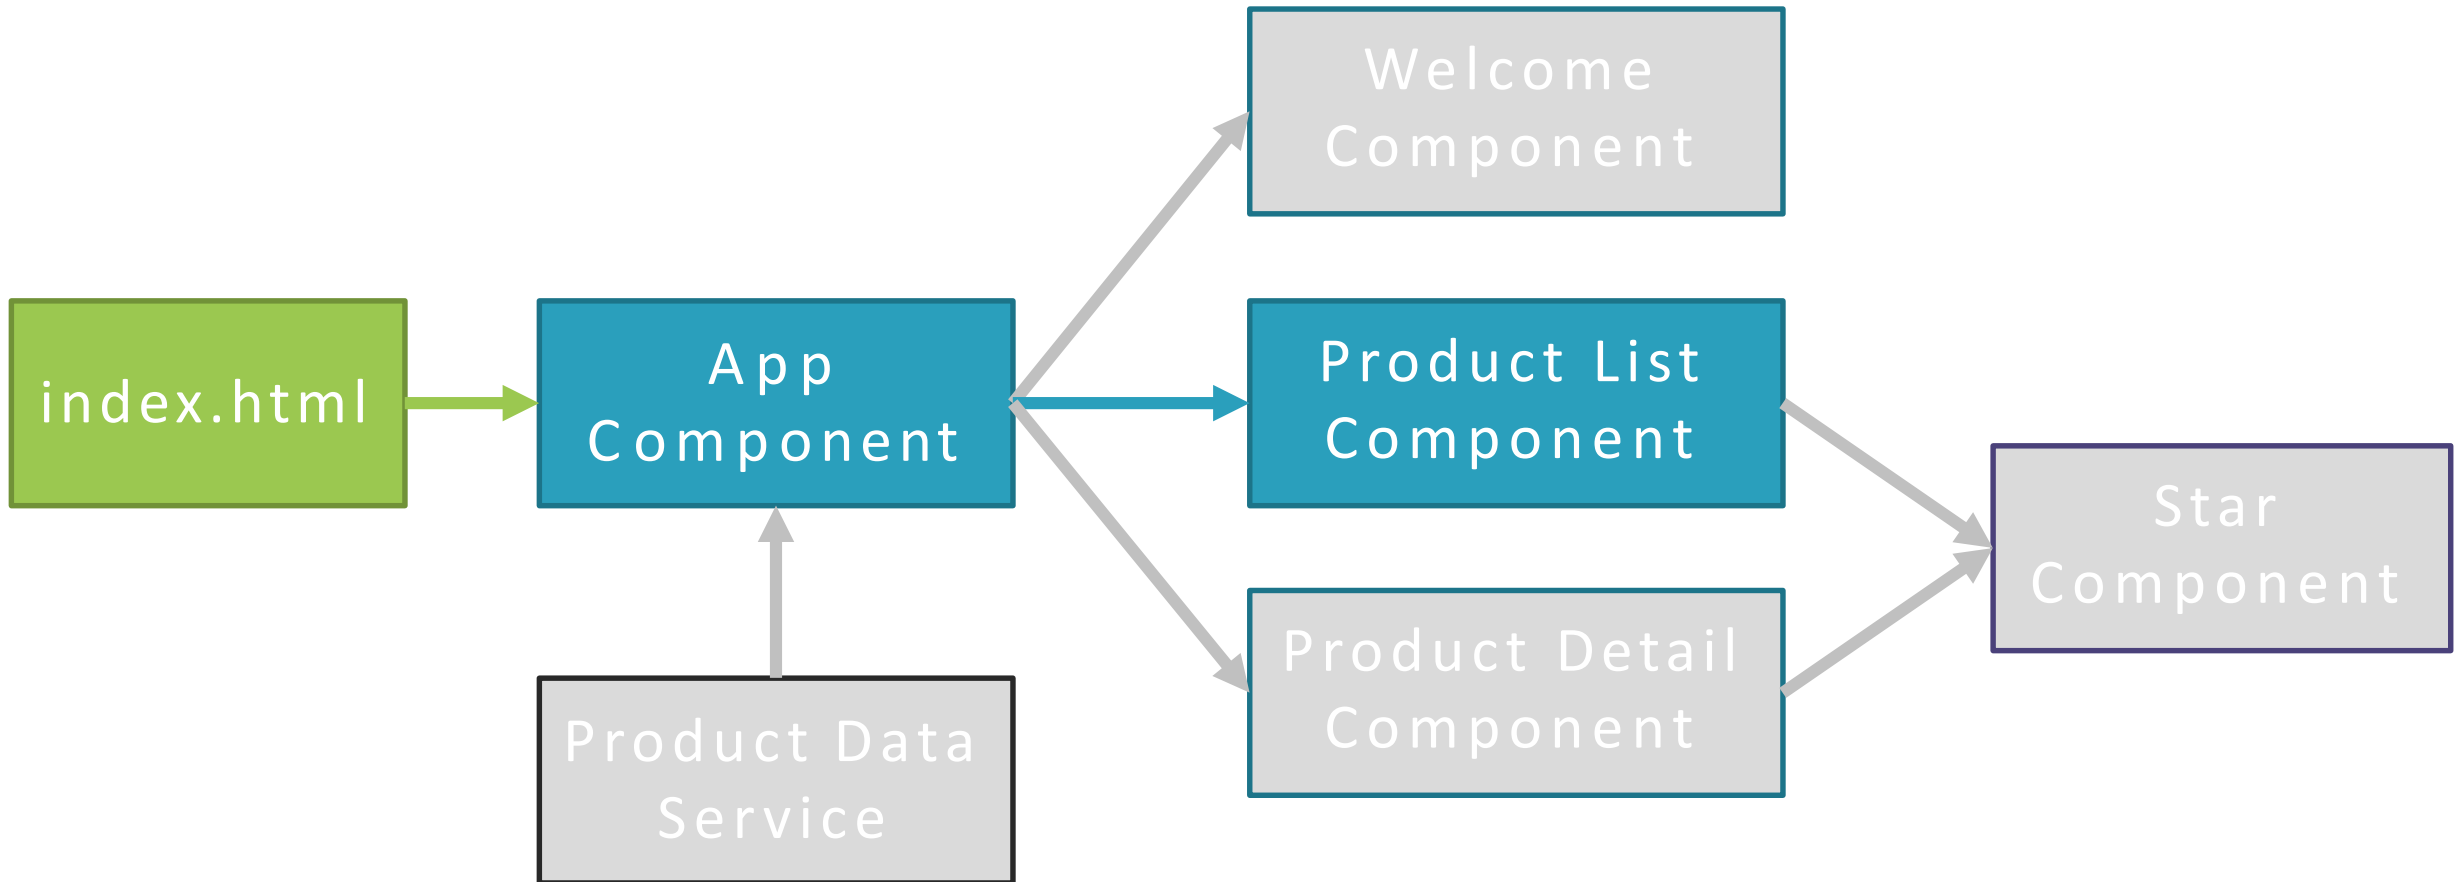 Welcome
Component
index.html
App
Component
Product List
Component
Star
Component
Product Detail
Component
Product Data
Service